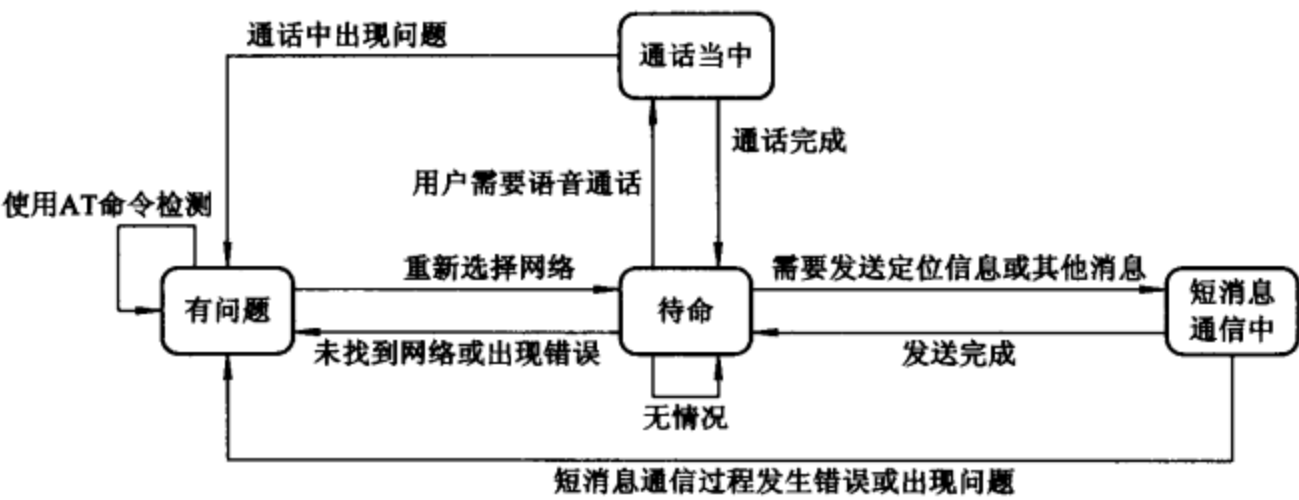 通话中出现问题
通话当中
通话完成
用户需要语音通话
使用AT命令检测
重新选择网络
需要发送定位信息或其他消息
有问题
待命
短消息
通信中
未找到网络或出现错误
发送完成
无情况
短消息通信过程发生错误或出现问题